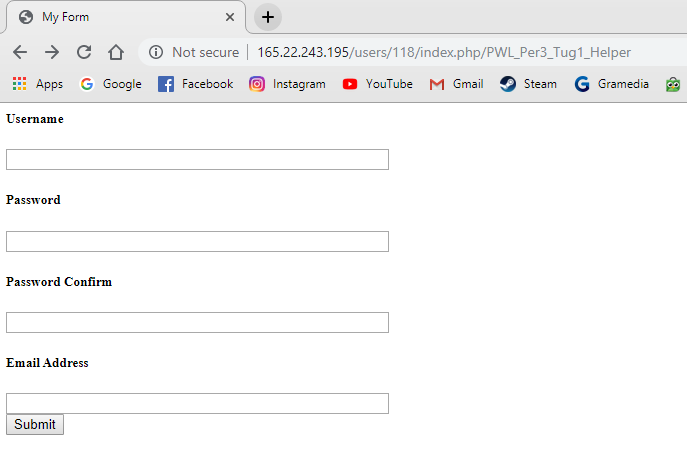 My Form
Not secure 165.22.243.195/users/118/index.php/PWL_Per3_Tug1_Helper
Apps Google Facebook Instagram YouTube Gmail Steam Gramedia
Username
Password
Password Confirm
Email Address
Submit